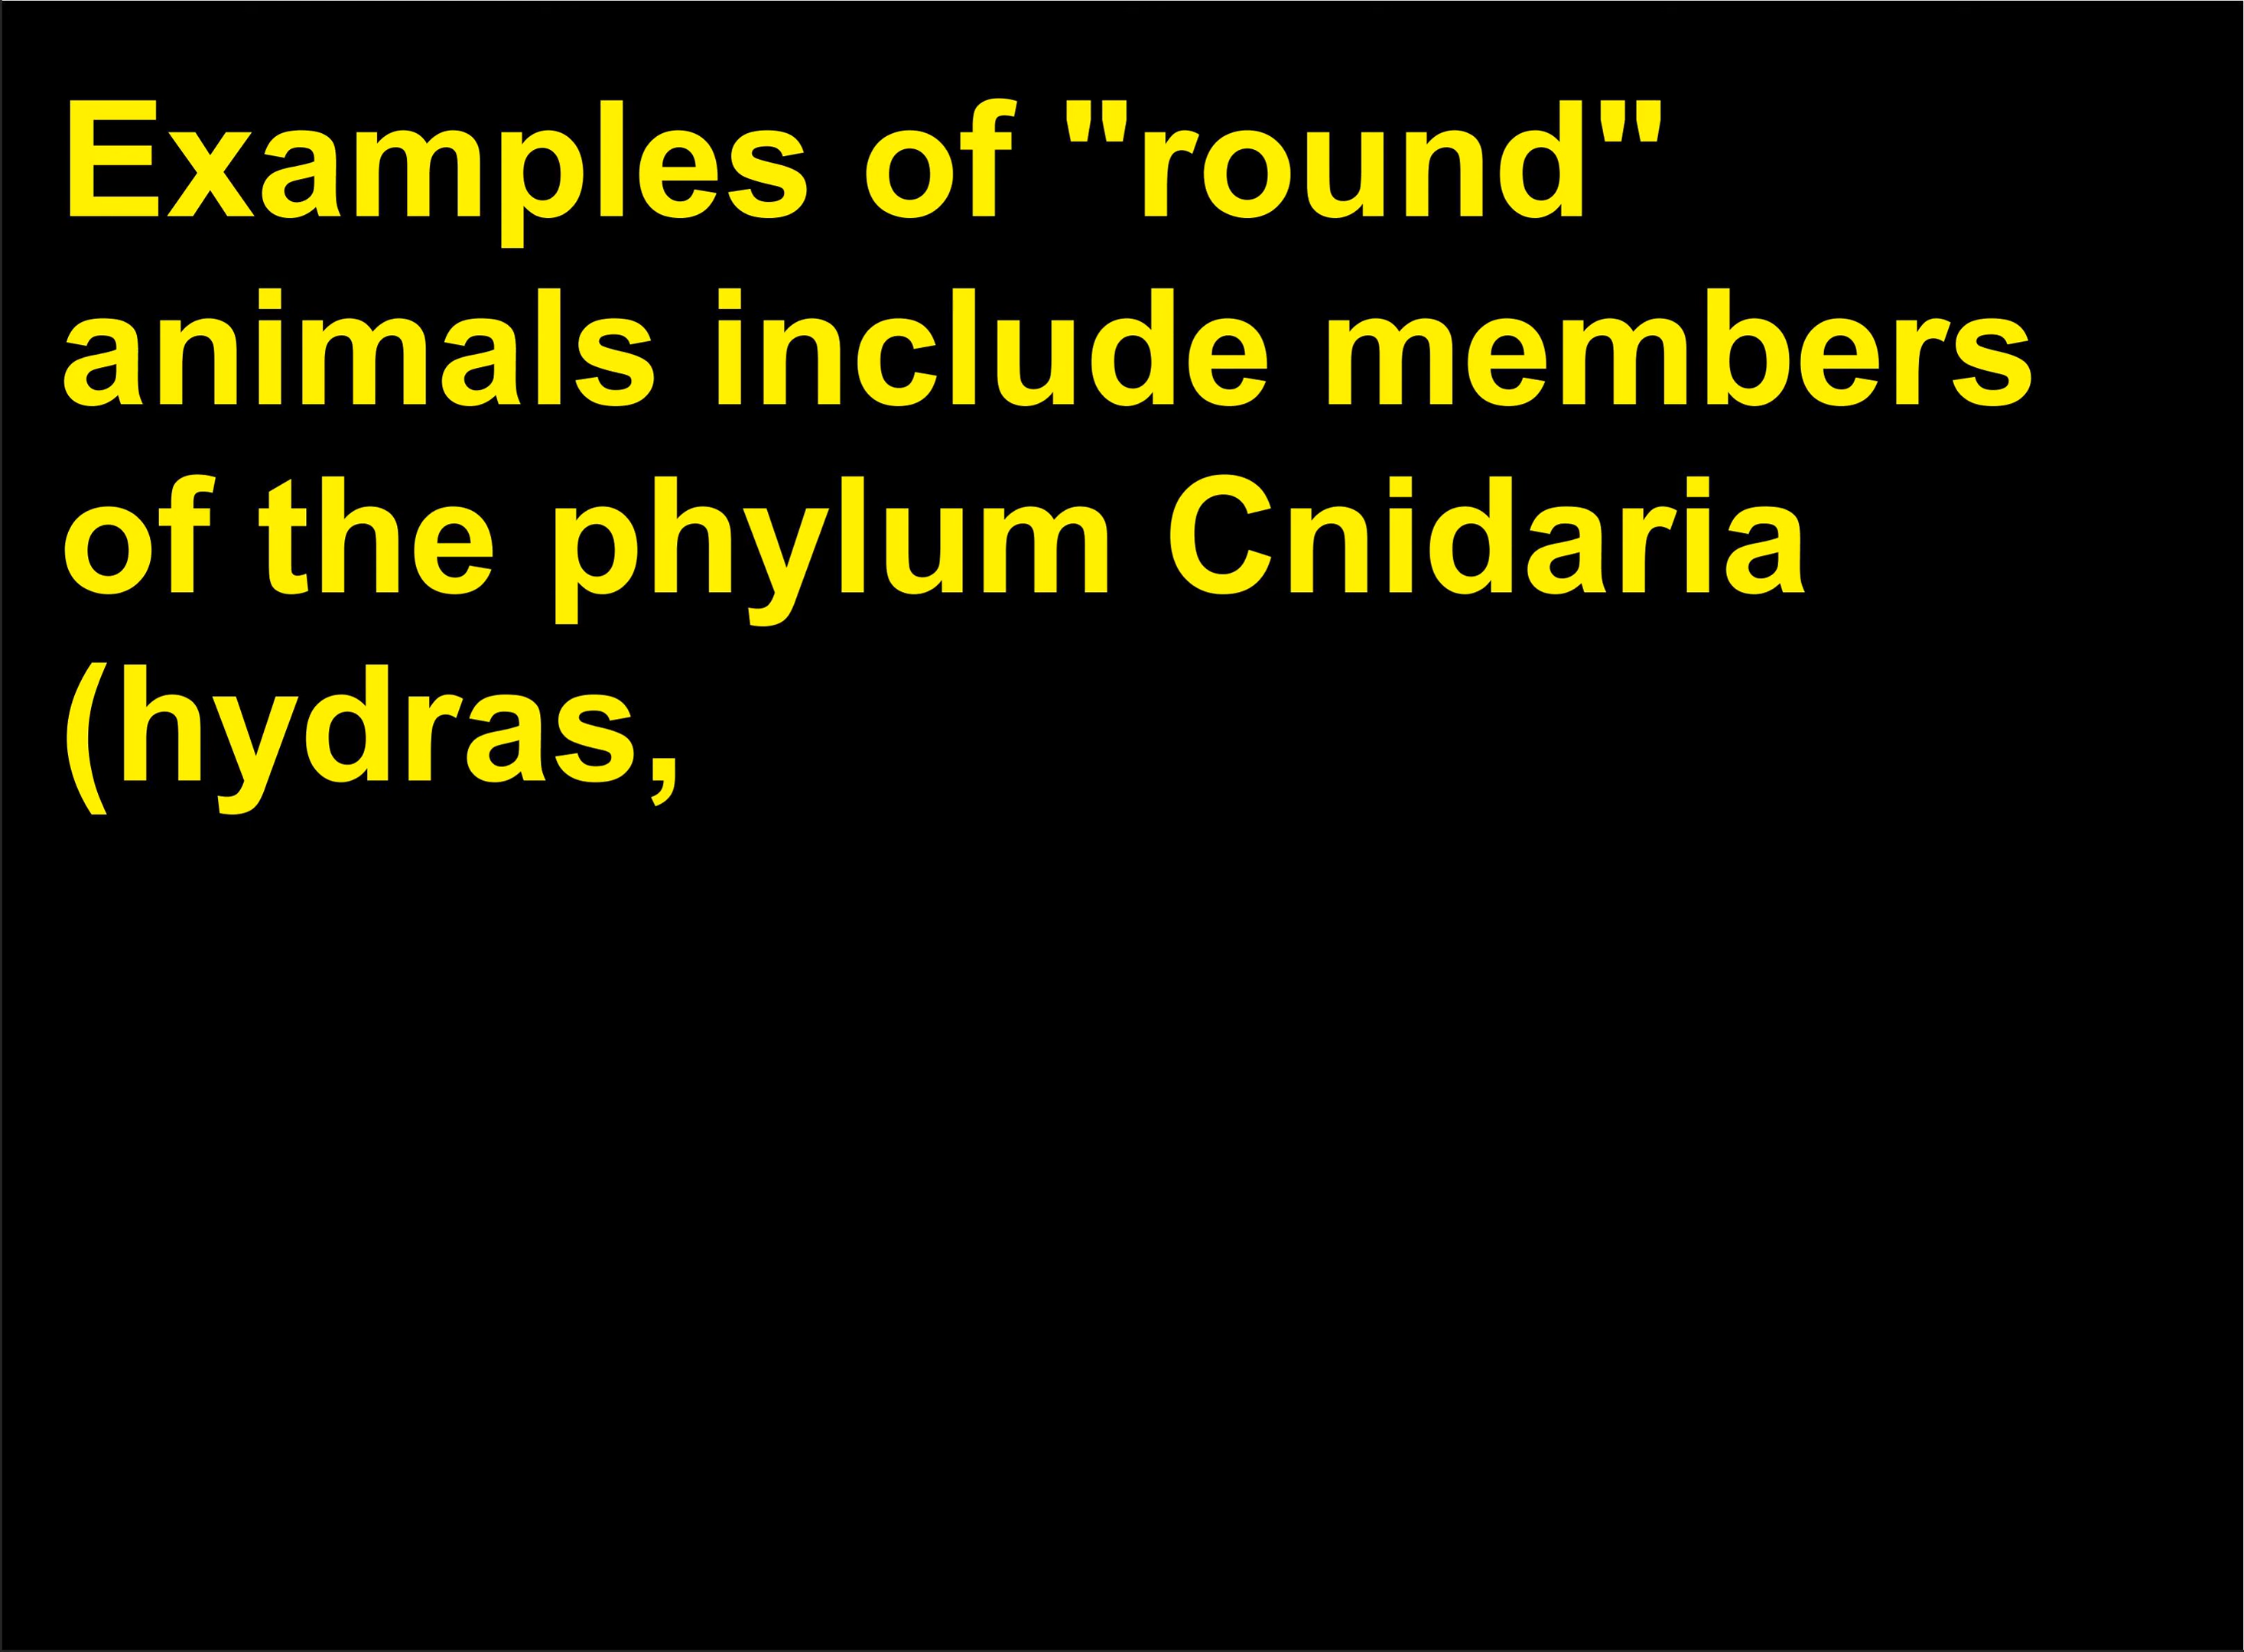 Examples of "round"
animals include members
of the phylum Cnidaria
(hydras,